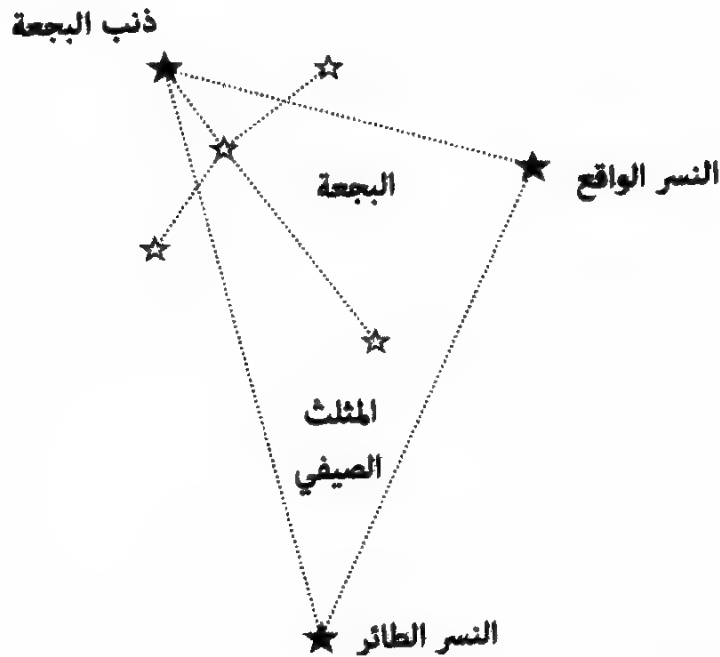 ذنب البجعة
النسر الواقع
البجعة
المثلث
الصيفي
النسر الطائر